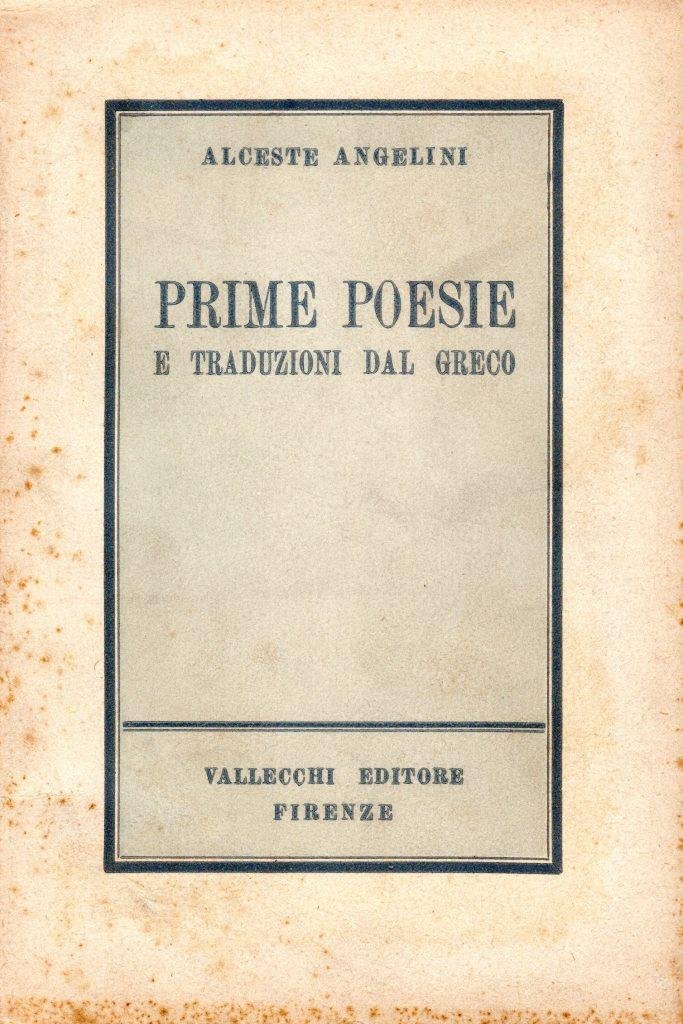 ALCESTE ANGELINI
PRIME POESIE
E TRADUZIONI DAL GRECO
VALLECCHI EDITORE
FIRENZE